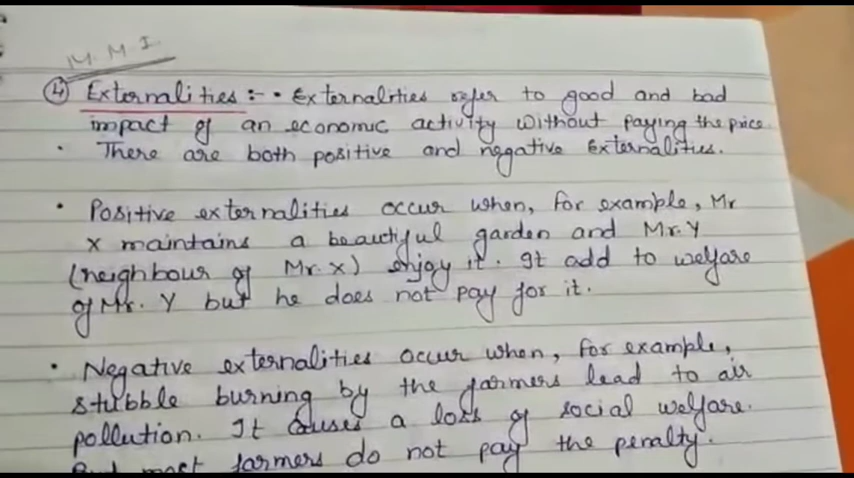 M. M. I
④ Externalities :- • Externalities refer to good and bad
impact of an economic activity without paying the price.
• There are both positive and negative Externalities.
• Positive externalities occur when, for example, Mr
X maintains a beautiful garden and Mr. Y
(neighbour of Mr. X) enjoy it. It add to welfare
of Mr. Y but he does not pay for it.
• Negative externalities occur when, for example,
stubble burning by the farmers lead to air
pollution. It causes a loss of social welfare.
But most farmers do not pay the penalty.